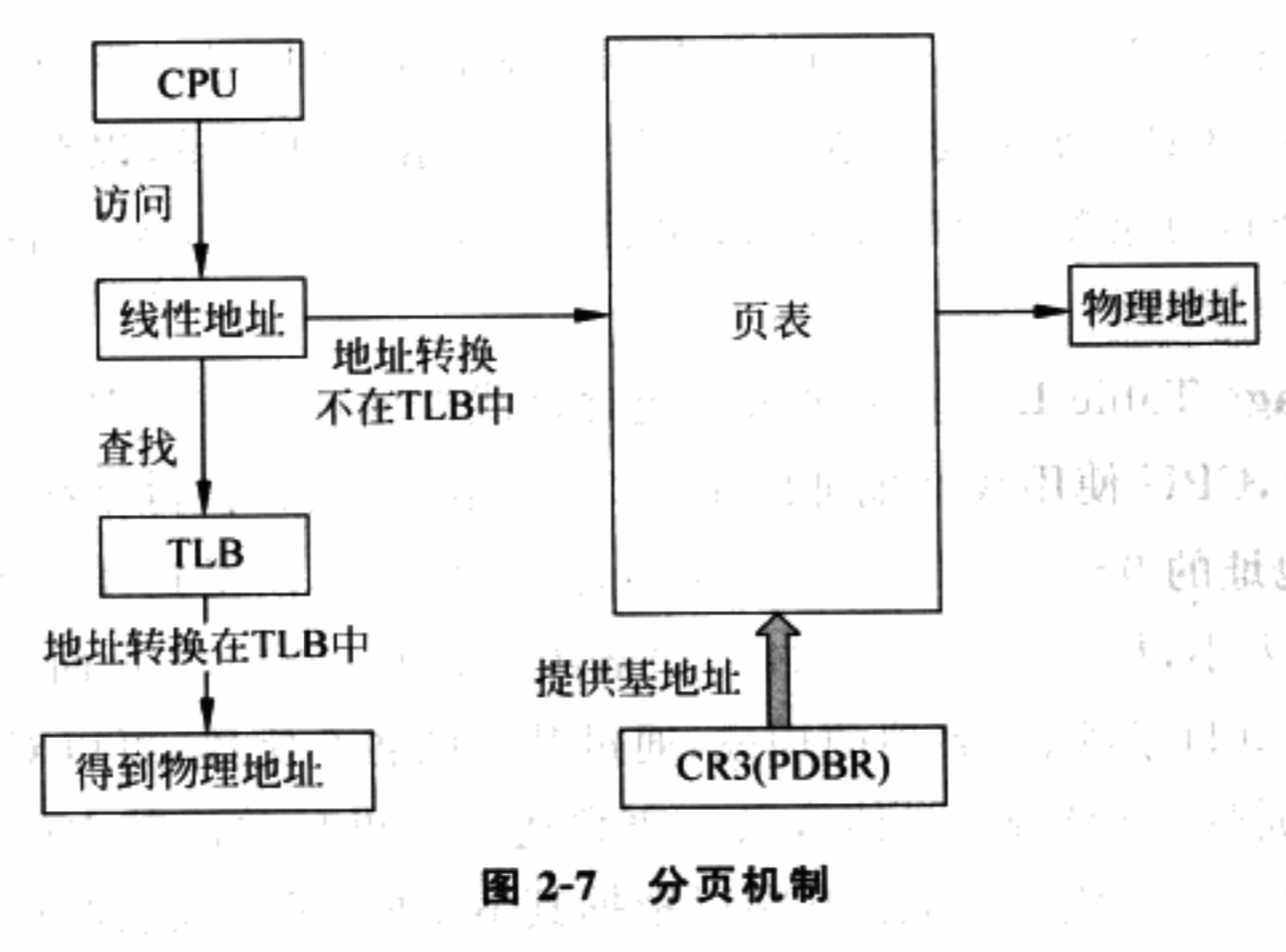 CPU
访问
线性地址
地址转换
不在TLB中
页表
物理地址
查找
TLB
地址转换在TLB中
提供基地址
得到物理地址
CR3(PDBR)
图 2-7 分页机制